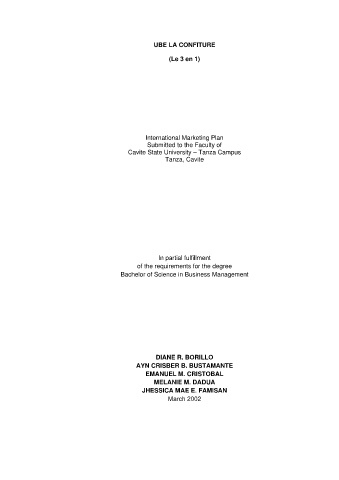 UBE LA CONFITURE
(Le 3 en 1)
International Marketing Plan
Submitted to the Faculty of
Cavite State University – Tanza Campus
Tanza, Cavite
In partial fulfillment
of the requirements for the degree
Bachelor of Science in Business Management
DIANE R. BORILLO
AYN CRISBER B. BUSTAMANTE
EMANUEL M. CRISTOBAL
MELANIE M. DADUA
JHESSICA MAE E. FAMISAN
March 2002